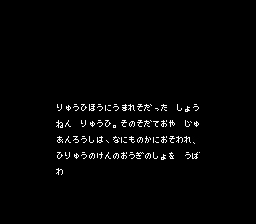 りゅうひほうにうまれそだった　しょう
ねん　りゅうひ。そのそだておや　じゅ
あんろうしは、なにものかにおそわれ、
ひりゅうのけんのおうぎのしょを　うば
わ